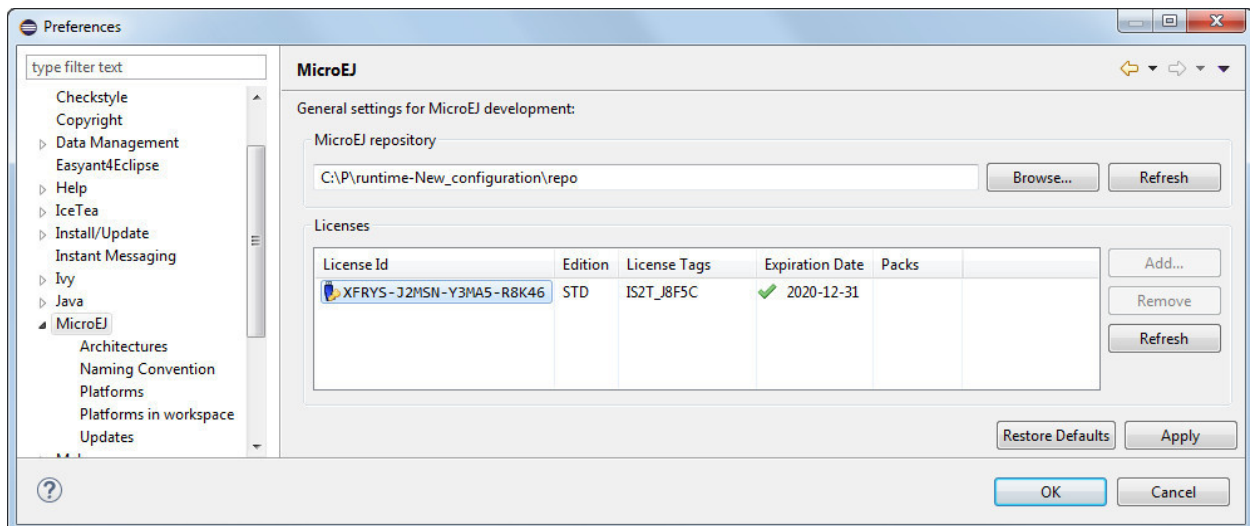 Preferences
type filter text
Checkstyle
Copyright
Data Management
Easyant4Eclipse
Help
IceTea
Install/Update
Instant Messaging
Ivy
Java
MicroEJ
Architectures
Naming Convention
Platforms
Platforms in workspace
Updates
MicroEJ
General settings for MicroEJ development:
MicroEJ repository
C:\P\runtime-New_configuration\repo Browse... Refresh
Licenses
License Id Edition License Tags Expiration Date Packs
XFRYS-J2MSN-Y3MA5-R8K46 STD IS2T_J8F5C 2020-12-31
Add...
Remove
Refresh
Restore Defaults Apply
OK Cancel